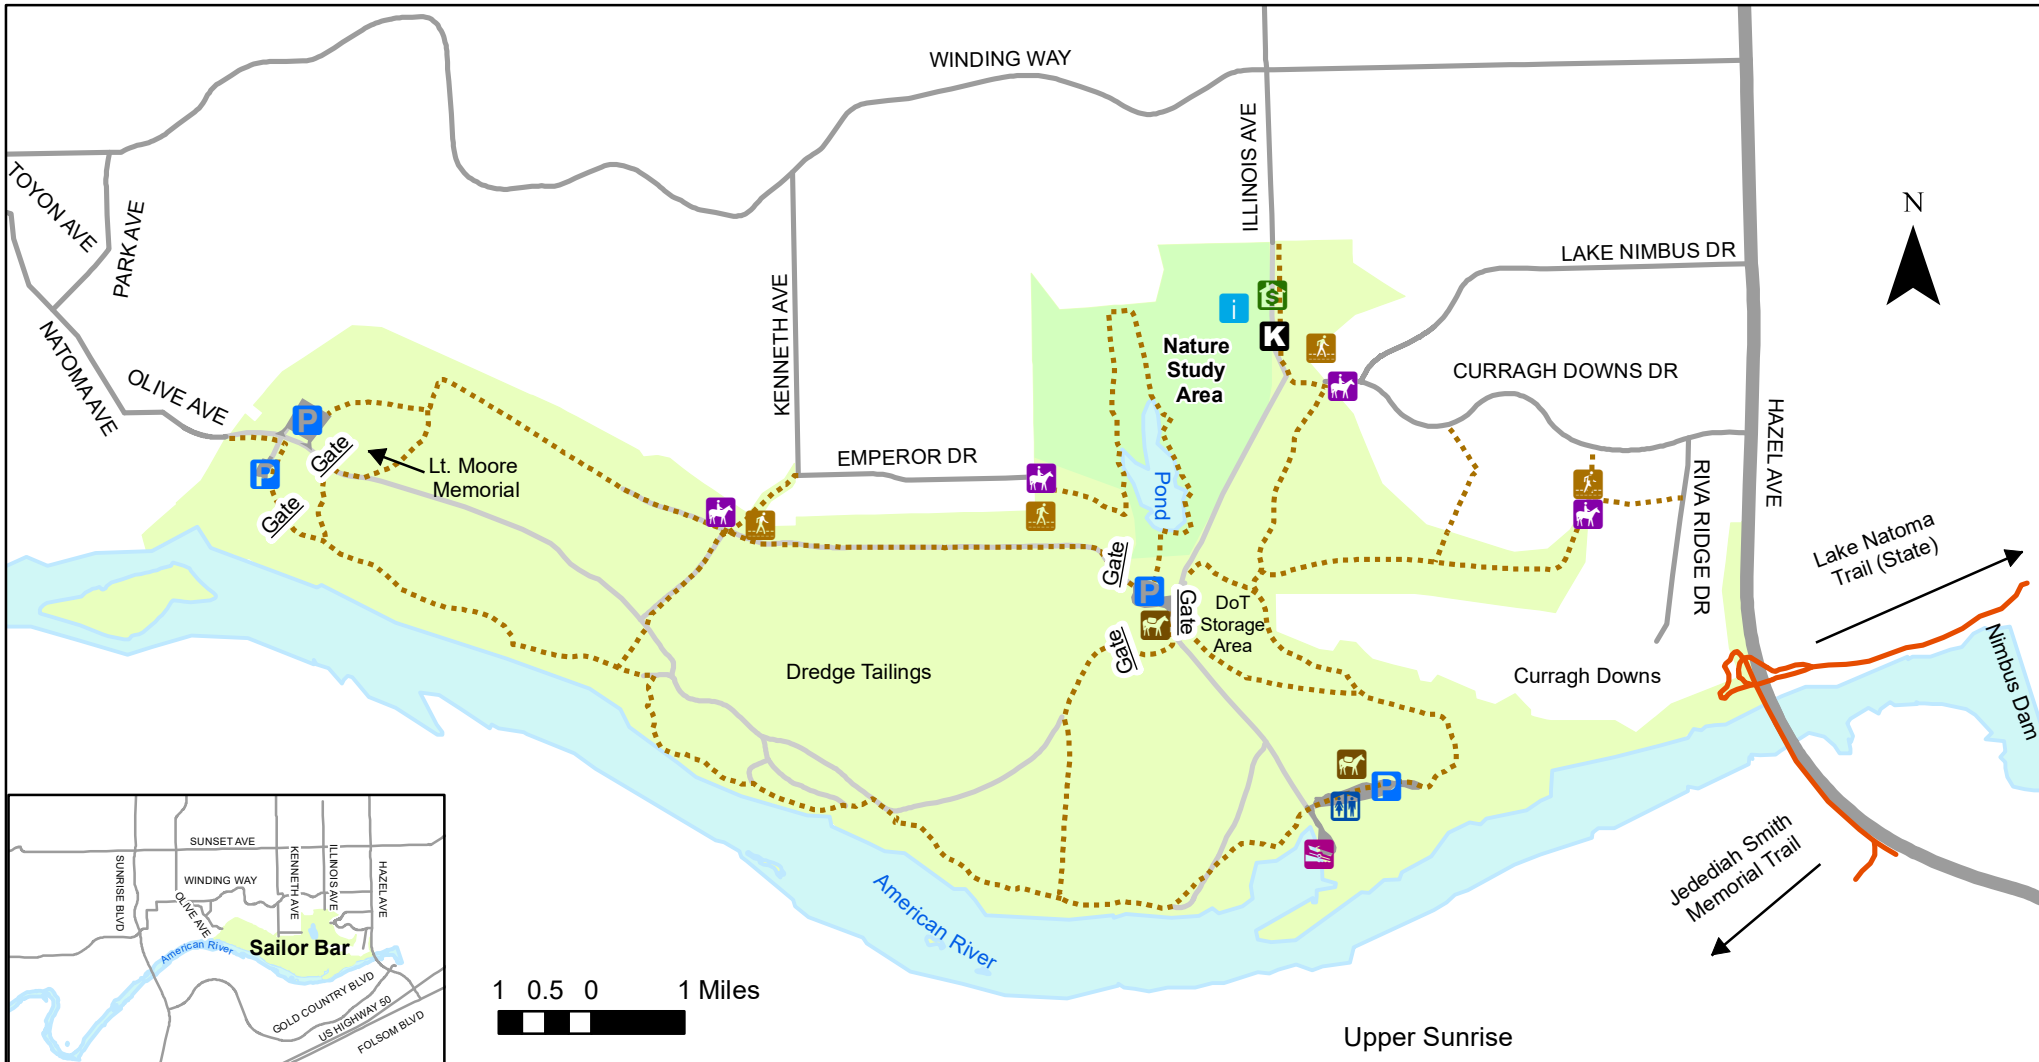 WINDING WAY
TOYON AVE
PARK AVE
NATOMA AVE
OLIVE AVE
KENNETH AVE
ILLINOIS AVE
N
LAKE NIMBUS DR
CURRAGH DOWNS DR
HAZEL AVE
RIVA RIDGE DR
EMPEROR DR
i
$
K
Nature
Study
Area
Pond
P
P
Gate
Gate
Lt. Moore
Memorial
Gate
P
Gate
Gate
DoT
Storage
Area
Dredge Tailings
Curragh Downs
P
Lake Natoma
Trail (State)
Nimbus Dam
Jedediah Smith
Memorial Trail
American River
Upper Sunrise
1 0.5 0 1 Miles
SUNSET AVE
SUNRISE BLVD
WINDING WAY
OLIVE AVE
KENNETH AVE
ILLINOIS AVE
HAZEL AVE
American River
Sailor Bar
GOLD COUNTRY BLVD
US HIGHWAY 50
FOLSOM BLVD